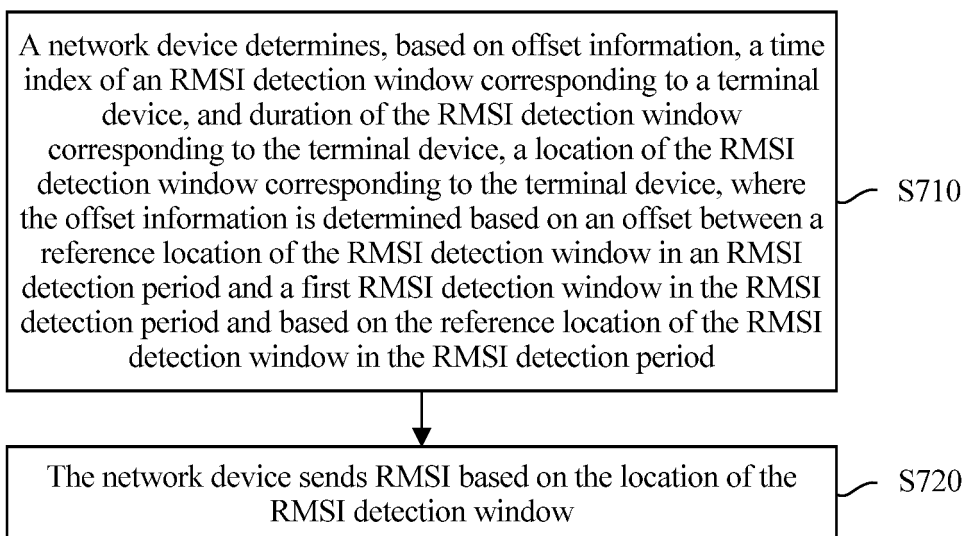 A network device determines, based on offset information, a time
index of an RMSI detection window corresponding to a terminal
device, and duration of the RMSI detection window
corresponding to the terminal device, a location of the RMSI
detection window corresponding to the terminal device, where
the offset information is determined based on an offset between a
reference location of the RMSI detection window in an RMSI
detection period and a first RMSI detection window in the RMSI
detection period and based on the reference location of the RMSI
detection window in the RMSI detection period
S710
The network device sends RMSI based on the location of the
RMSI detection window
S720